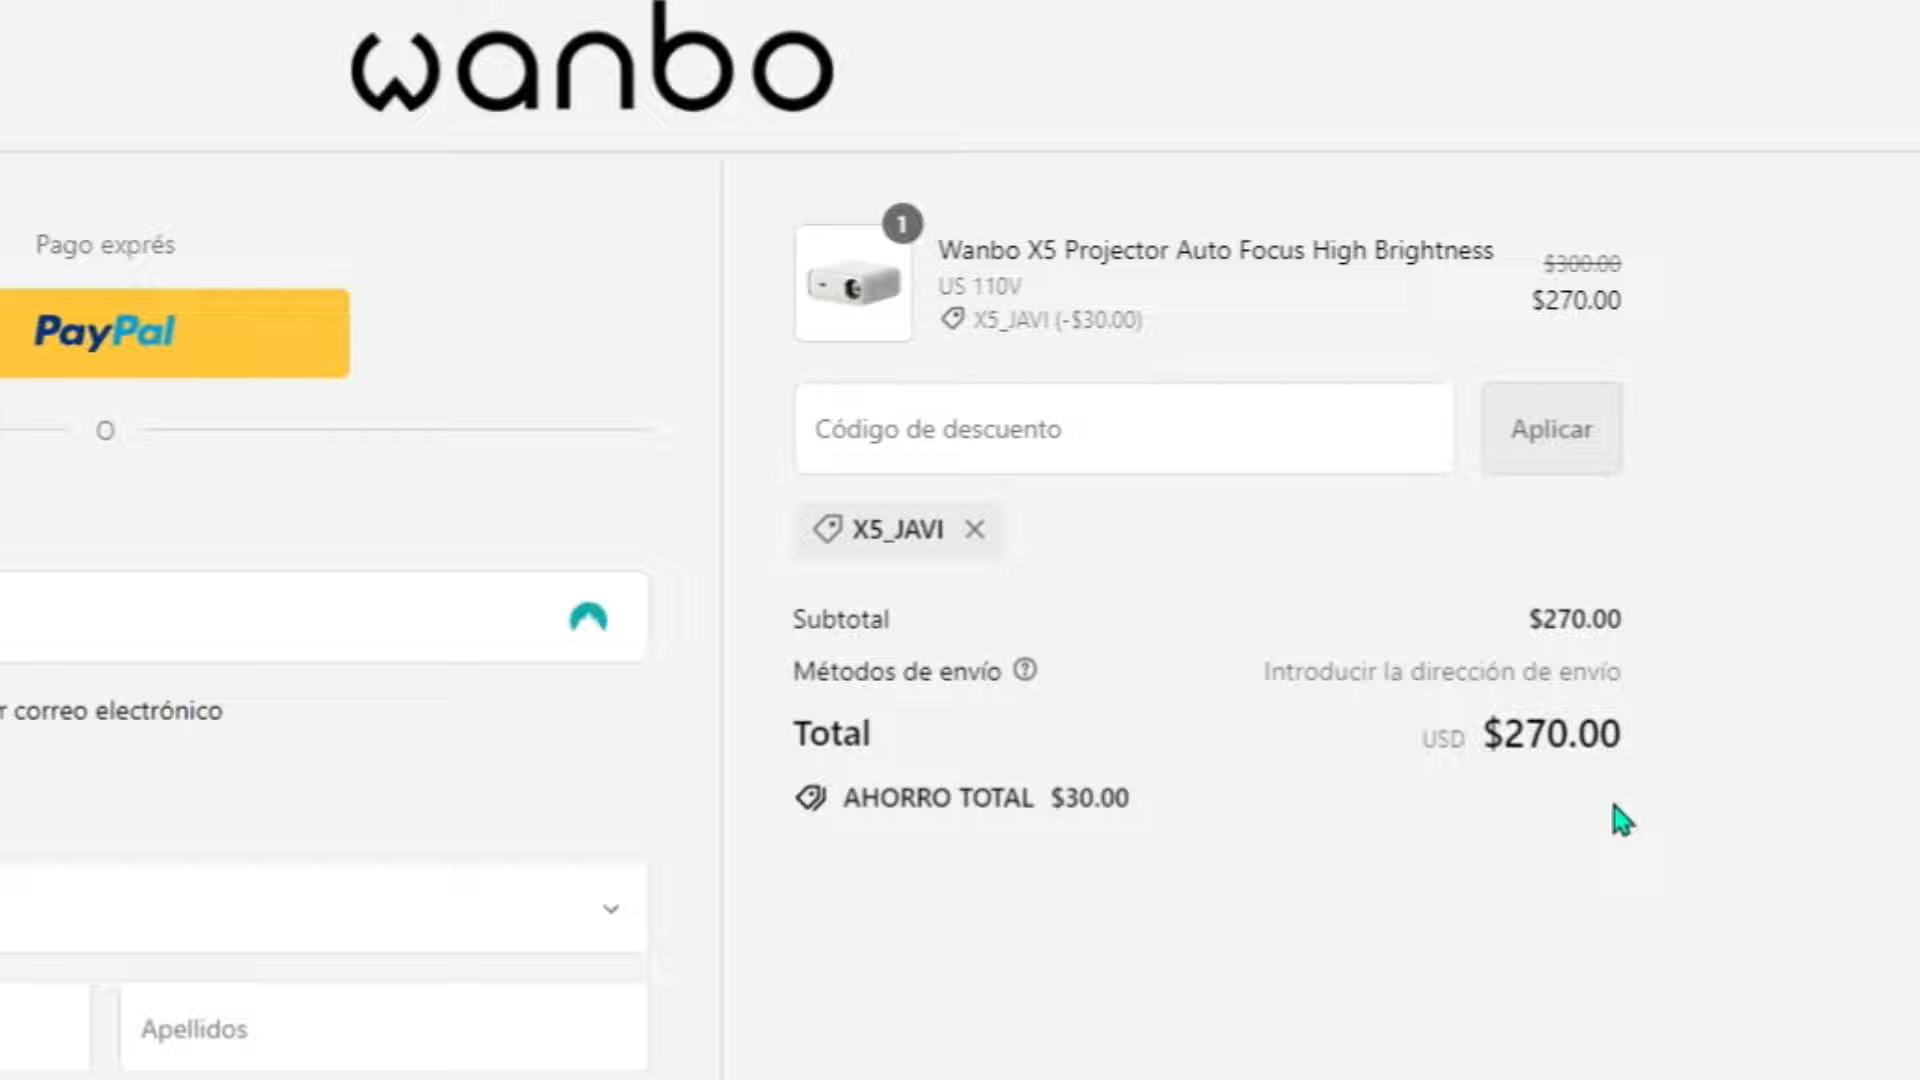 wanbo
Pago exprés
PayPal
O
r correo electrónico
Apellidos
1
Wanbo X5 Projector Auto Focus High Brightness
$300.00
US 110V
$270.00
X5_JAVI (-$30.00)
Código de descuento
Aplicar
X5_JAVI
Subtotal
$270.00
Métodos de envío
Introducir la dirección de envío
Total
USD $270.00
AHORRO TOTAL $30.00